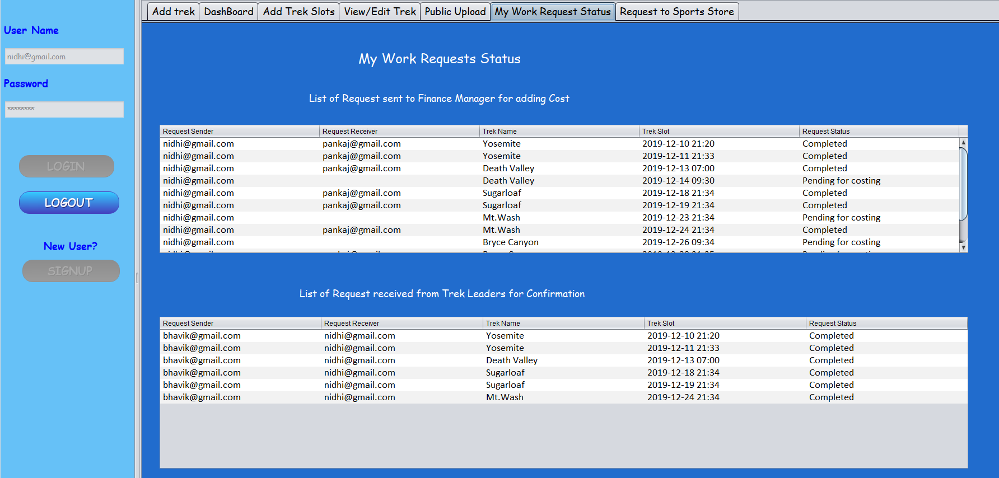 Add trek DashBoard Add Trek Slots View/Edit Trek Public Upload My Work Request Status Request to Sports Store
User Name
nidhi@gmail.com
Password
********
LOGIN
LOGOUT
New User?
SIGNUP
My Work Requests Status
List of Request sent to Finance Manager for adding Cost
Request Sender Request Receiver Trek Name Trek Slot Request Status
nidhi@gmail.com pankaj@gmail.com Yosemite 2019-12-10 21:20 Completed
nidhi@gmail.com pankaj@gmail.com Yosemite 2019-12-11 21:33 Completed
nidhi@gmail.com pankaj@gmail.com Death Valley 2019-12-13 07:00 Completed
nidhi@gmail.com Death Valley 2019-12-14 09:30 Pending for costing
nidhi@gmail.com pankaj@gmail.com Sugarloaf 2019-12-18 21:34 Completed
nidhi@gmail.com pankaj@gmail.com Sugarloaf 2019-12-19 21:34 Completed
nidhi@gmail.com Mt.Wash 2019-12-23 21:34 Pending for costing
nidhi@gmail.com pankaj@gmail.com Mt.Wash 2019-12-24 21:34 Completed
nidhi@gmail.com Bryce Canyon 2019-12-26 09:34 Pending for costing
List of Request received from Trek Leaders for Confirmation
Request Sender Request Receiver Trek Name Trek Slot Request Status
bhavik@gmail.com nidhi@gmail.com Yosemite 2019-12-10 21:20 Completed
bhavik@gmail.com nidhi@gmail.com Yosemite 2019-12-11 21:33 Completed
bhavik@gmail.com nidhi@gmail.com Death Valley 2019-12-13 07:00 Completed
bhavik@gmail.com nidhi@gmail.com Sugarloaf 2019-12-18 21:34 Completed
bhavik@gmail.com nidhi@gmail.com Sugarloaf 2019-12-19 21:34 Completed
bhavik@gmail.com nidhi@gmail.com Mt.Wash 2019-12-24 21:34 Completed